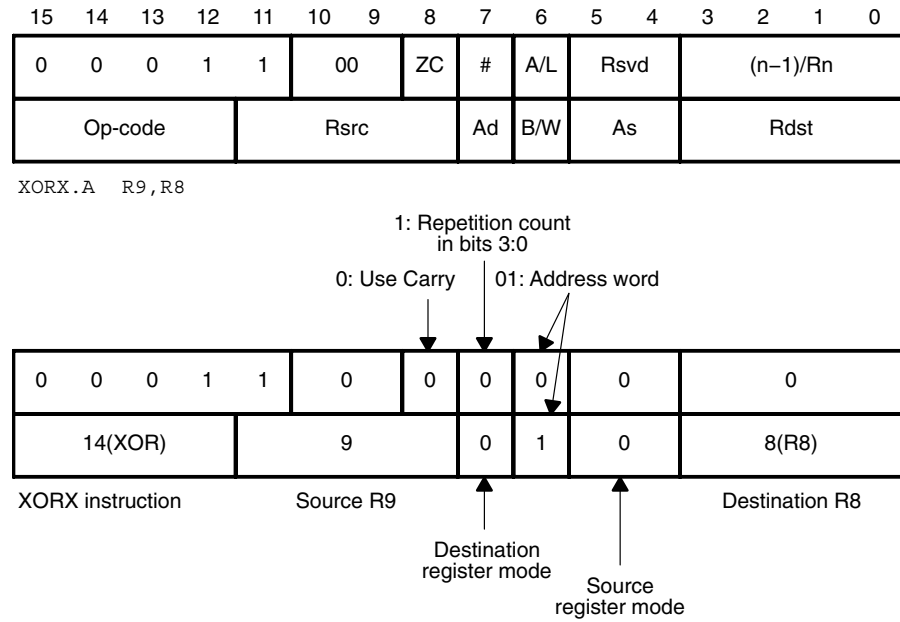 15 14 13 12 11 10 9 8 7 6 5 4 3 2 1 0
0 0 0 1 1 00 ZC # A/L Rsvd (n−1)/Rn
Op-code Rsrc Ad B/W As Rdst
XORX.A R9,R8
1: Repetition count
in bits 3:0
0: Use Carry
01: Address word
0 0 0 1 1 0 0 0 0 0 0
14(XOR) 9 0 1 0 8(R8)
XORX instruction
Source R9
Destination R8
Destination
register mode
Source
register mode